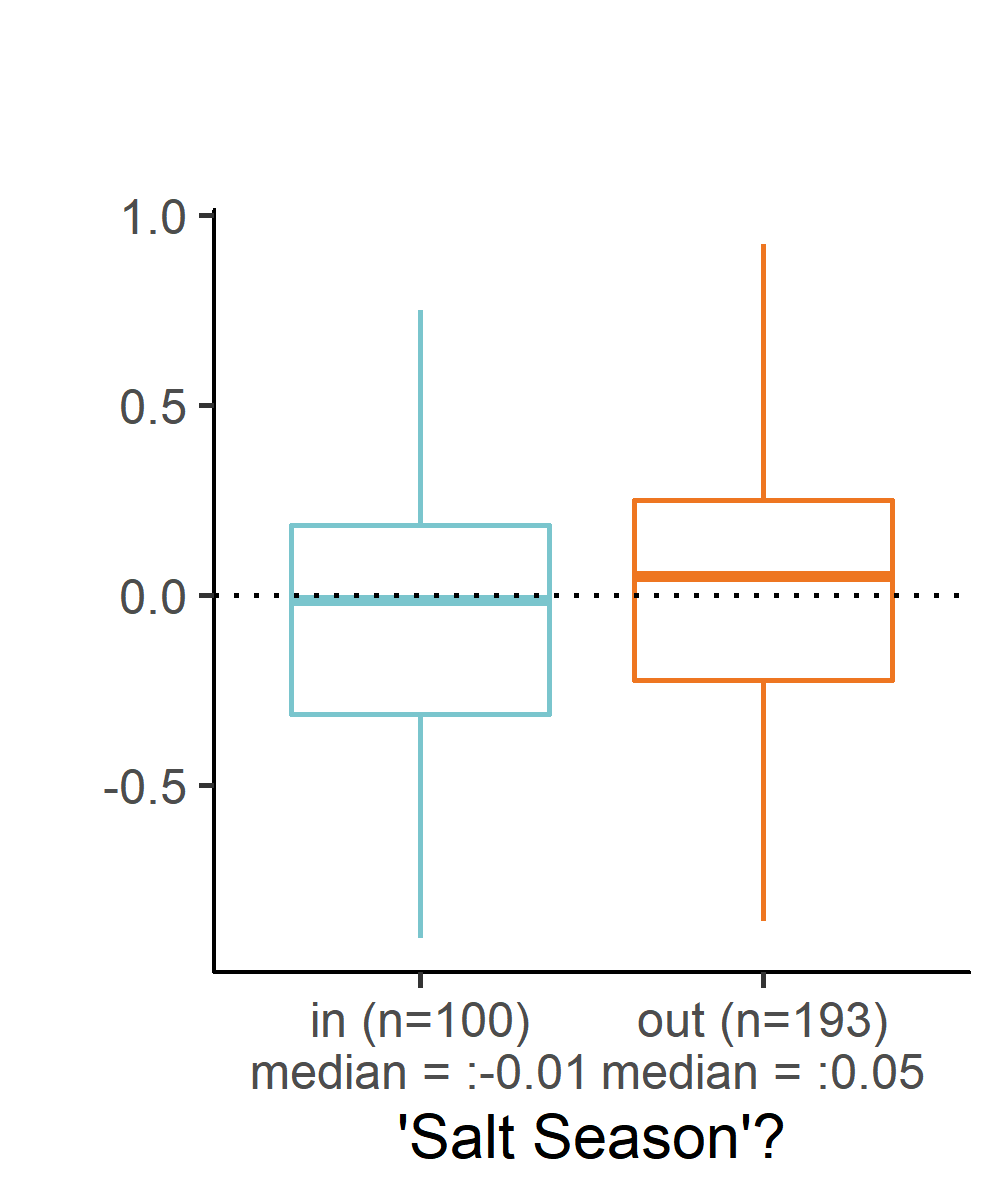 1.0
0.5
0.0
-0.5
in (n=100) out (n=193)
median = :-0.01 median = :0.05
'Salt Season'?